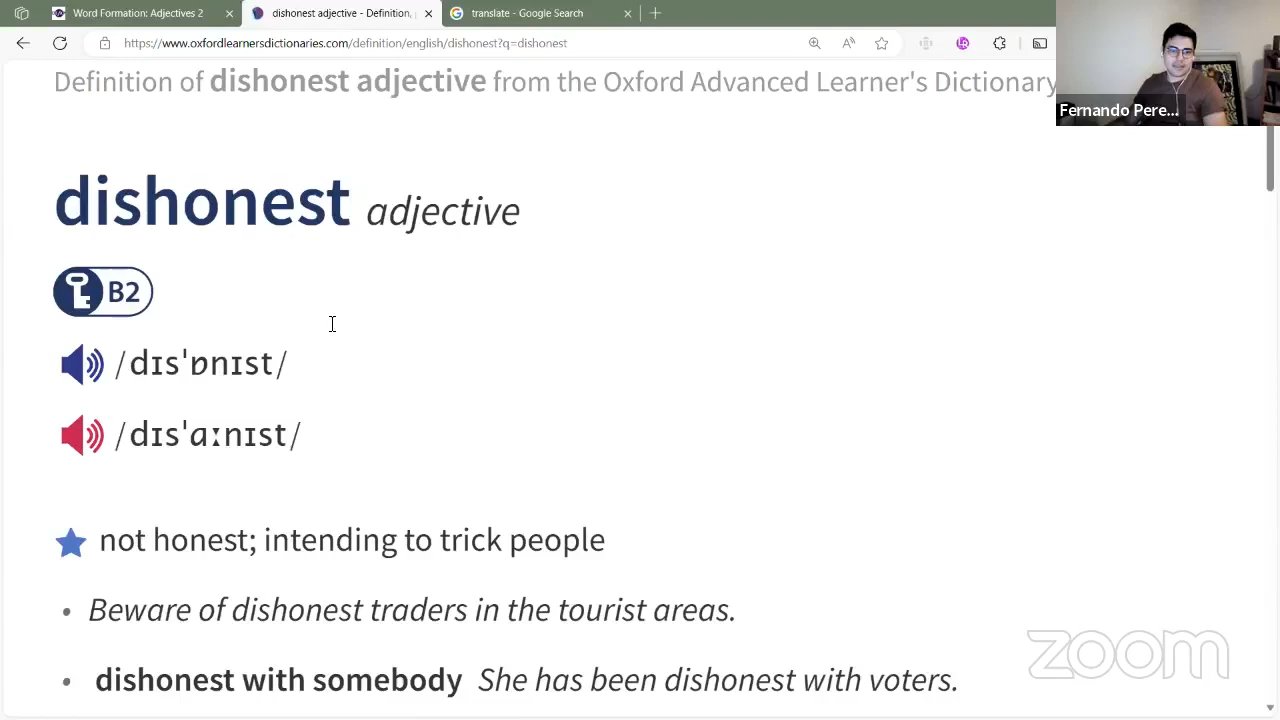 Word Formation: Adjectives 2
dishonest adjective - Definition,
translate - Google Search
https://www.oxfordlearnersdictionaries.com/definition/english/dishonest?q=dishonest
Definition of dishonest adjective from the Oxford Advanced Learner's Dictionary
Fernando Pere...
dishonest adjective
B2
/dɪsˈɒnɪst/
/dɪsˈɑːnɪst/
not honest; intending to trick people
• Beware of dishonest traders in the tourist areas.
• dishonest with somebody She has been dishonest with voters.
zoom